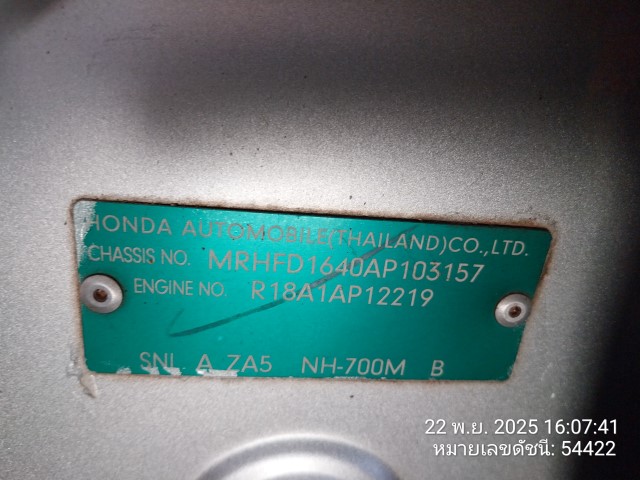 HONDA AUTOMOBILE(THAILAND)CO.,LTD.
CHASSIS NO. MRHFD1640AP103157
ENGINE NO. R18A1AP12219
SNL A ZA5 NH-700M B
22 พ.ย. 2025 16:07:41
หมายเลขดัชนี: 54422